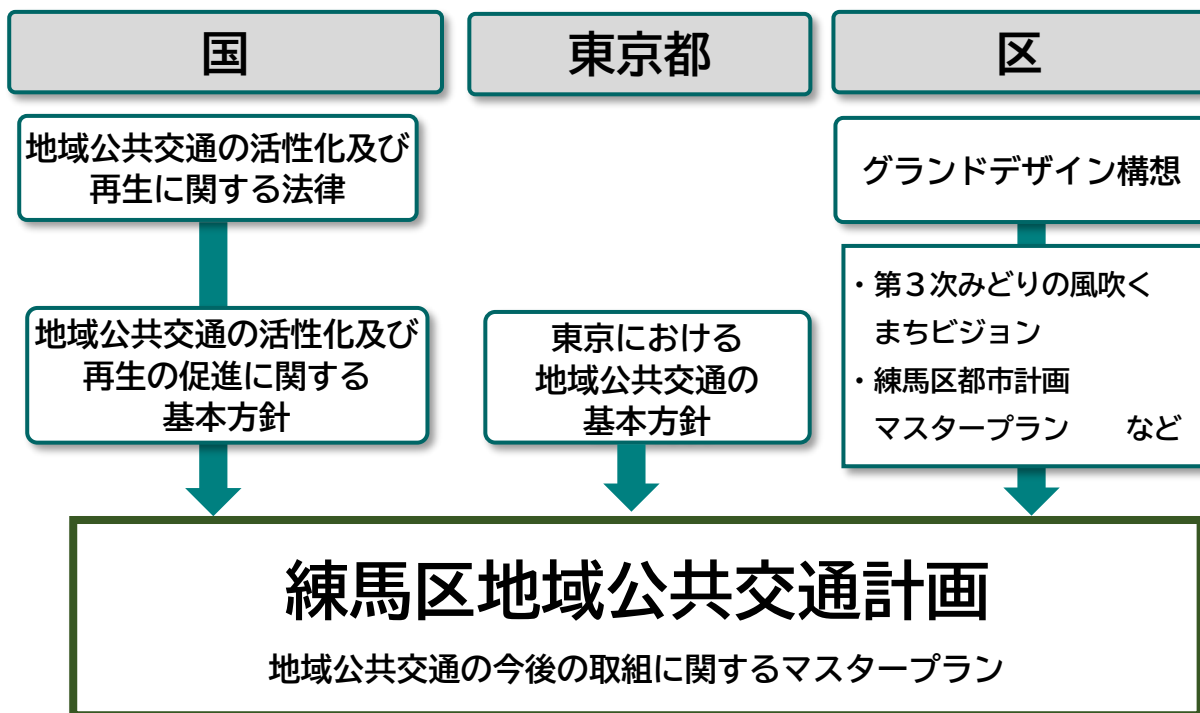 国
東京都
区
地域公共交通の活性化及び
再生に関する法律
グランドデザイン構想
・第３次みどりの風吹く
まちビジョン
・練馬区都市計画
マスタープラン　　など
地域公共交通の活性化及び
再生の促進に関する
基本方針
東京における
地域公共交通の
基本方針
練馬区地域公共交通計画
地域公共交通の今後の取組に関するマスタープラン